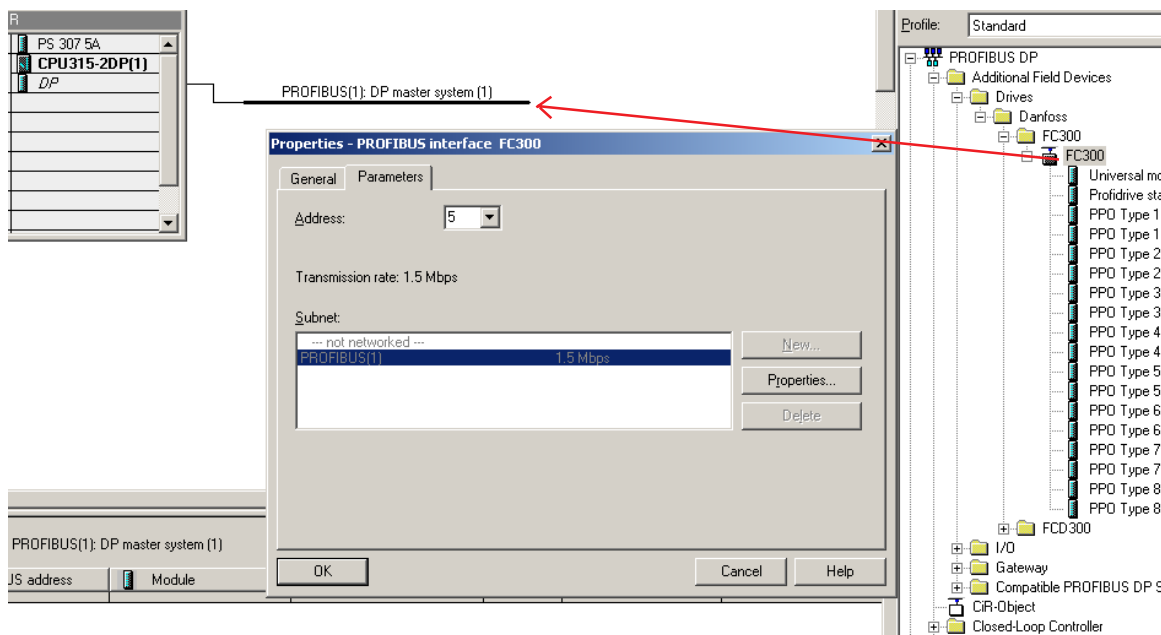 R
PS 307 5A
CPU315-2DP(1)
DP
PROFIBUS(1): DP master system (1)
Properties - PROFIBUS interface FC300
General Parameters
Address: 5
Transmission rate: 1.5 Mbps
Subnet:
--- not networked ---
PROFIBUS(1) 1.5 Mbps
New...
Properties...
Delete
OK Cancel Help
PROFIBUS(1): DP master system (1)
US address Module
Profile: Standard
PROFIBUS DP
Additional Field Devices
Drives
Danfoss
FC300
FC300
Universal mo
Profidrive sta
PPO Type 1
PPO Type 1
PPO Type 2
PPO Type 2
PPO Type 3
PPO Type 3
PPO Type 4
PPO Type 4
PPO Type 5
PPO Type 5
PPO Type 6
PPO Type 6
PPO Type 7
PPO Type 7
PPO Type 8
PPO Type 8
FCD300
I/O
Gateway
Compatible PROFIBUS DP S
CiR-Object
Closed-Loop Controller